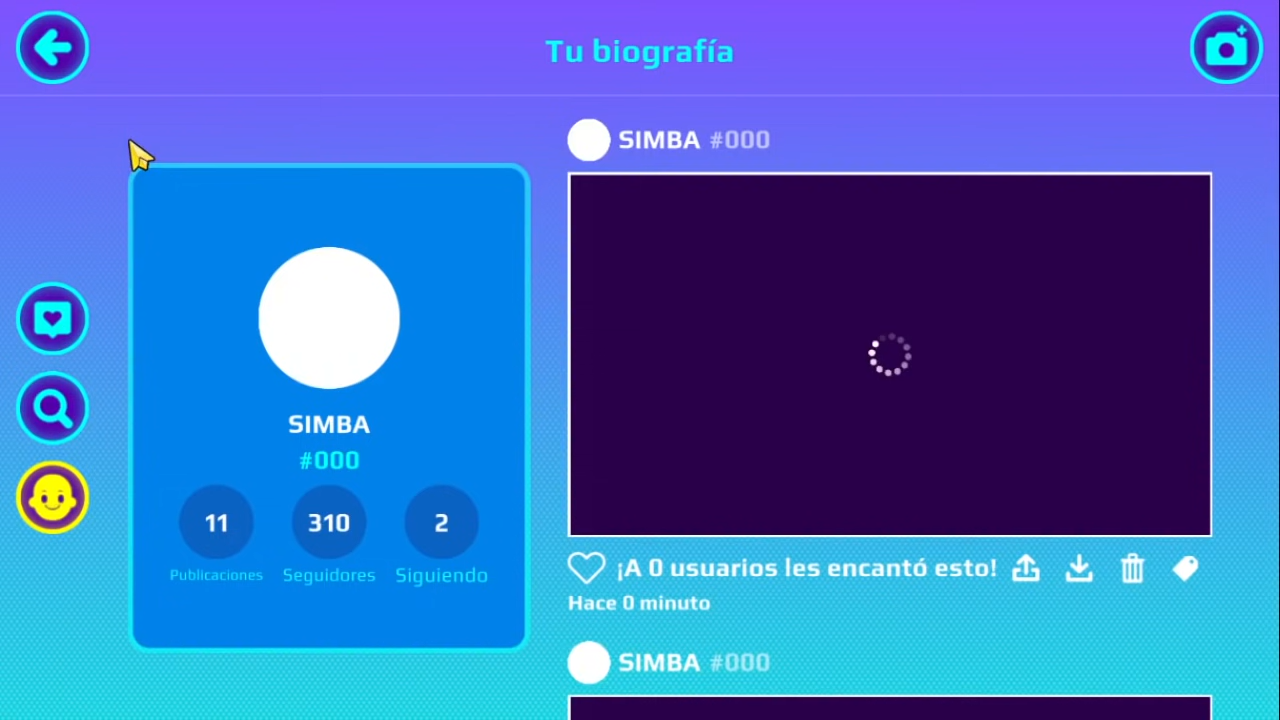 Tu biografía
SIMBA #000
SIMBA
#000
11
310
2
Publicaciones
Seguidores
Siguiendo
¡A 0 usuarios les encantó esto!
Hace 0 minuto
SIMBA #000